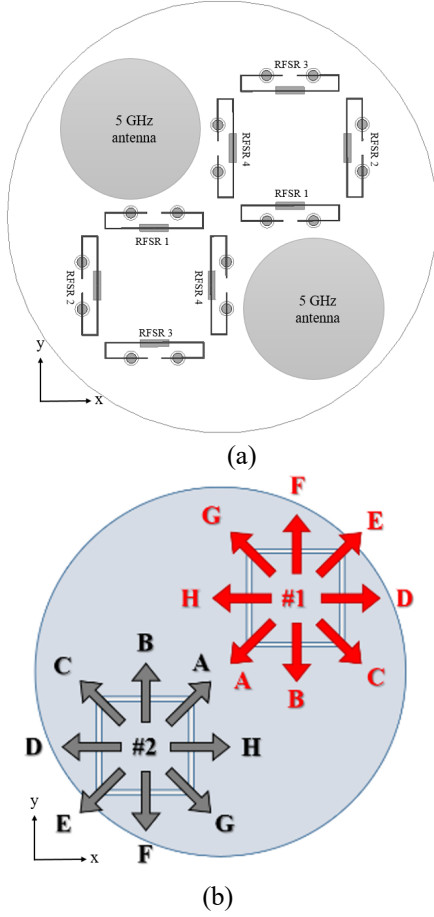 RFSR 3
5 GHz
antenna
RFSR 4
RFSR 2
RFSR 1
RFSR 1
RFSR 2
RFSR 4
5 GHz
antenna
RFSR 3
y
x
(a)
F
G
E
H
#1
D
A
B
C
B
C
A
D
#2
H
E
G
F
y
x
(b)